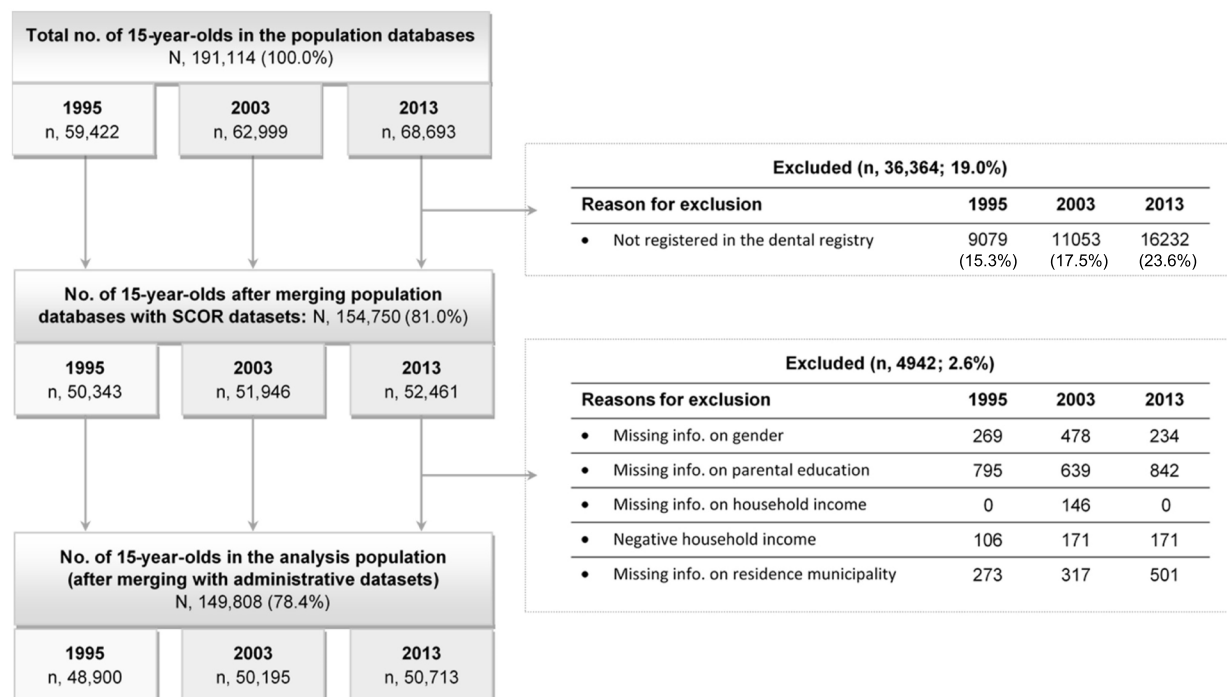 Total no. of 15-year-olds in the population databases
N, 191,114 (100.0%)
1995 2003 2013
n, 59,422 n, 62,999 n, 68,693
Excluded (n, 36,364; 19.0%)
Reason for exclusion 1995 2003 2013
• Not registered in the dental registry 9079 11053 16232
(15.3%) (17.5%) (23.6%)
No. of 15-year-olds after merging population
databases with SCOR datasets: N, 154,750 (81.0%)
1995 2003 2013
n, 50,343 n, 51,946 n, 52,461
Excluded (n, 4942; 2.6%)
Reasons for exclusion 1995 2003 2013
• Missing info. on gender 269 478 234
• Missing info. on parental education 795 639 842
• Missing info. on household income 0 146 0
• Negative household income 106 171 171
• Missing info. on residence municipality 273 317 501
No. of 15-year-olds in the analysis population
(after merging with administrative datasets)
N, 149,808 (78.4%)
1995 2003 2013
n, 48,900 n, 50,195 n, 50,713